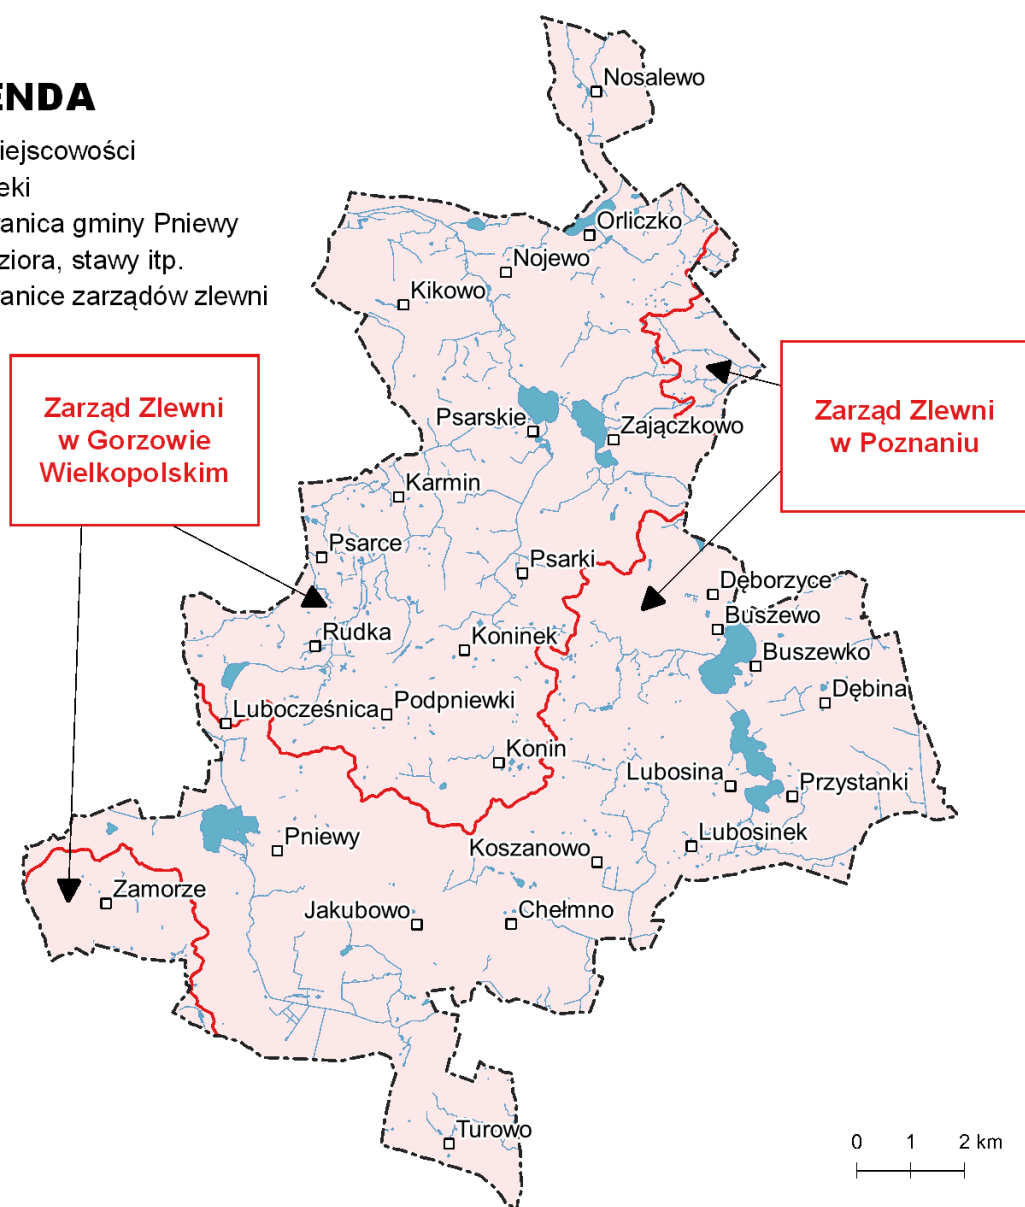 ENDA
iejscowości
eki
anica gminy Pniewy
ziora, stawy itp.
anice zarządów zlewni
Zarząd Zlewni
w Gorzowie
Wielkopolskim
Zarząd Zlewni
w Poznaniu
Nosalewo
Orliczko
Nojewo
Kikowo
Psarskie
Zajączkowo
Karmin
Psarce
Psarki
Dęborzyce
Buszewo
Rudka
Koninek
Buszewko
Dębina
Lubocześnica
Podpniewki
Konin
Lubosina
Przystanki
Pniewy
Koszanowo
Lubosinek
Zamorze
Jakubowo
Chełmno
Turowo
0 1 2 km